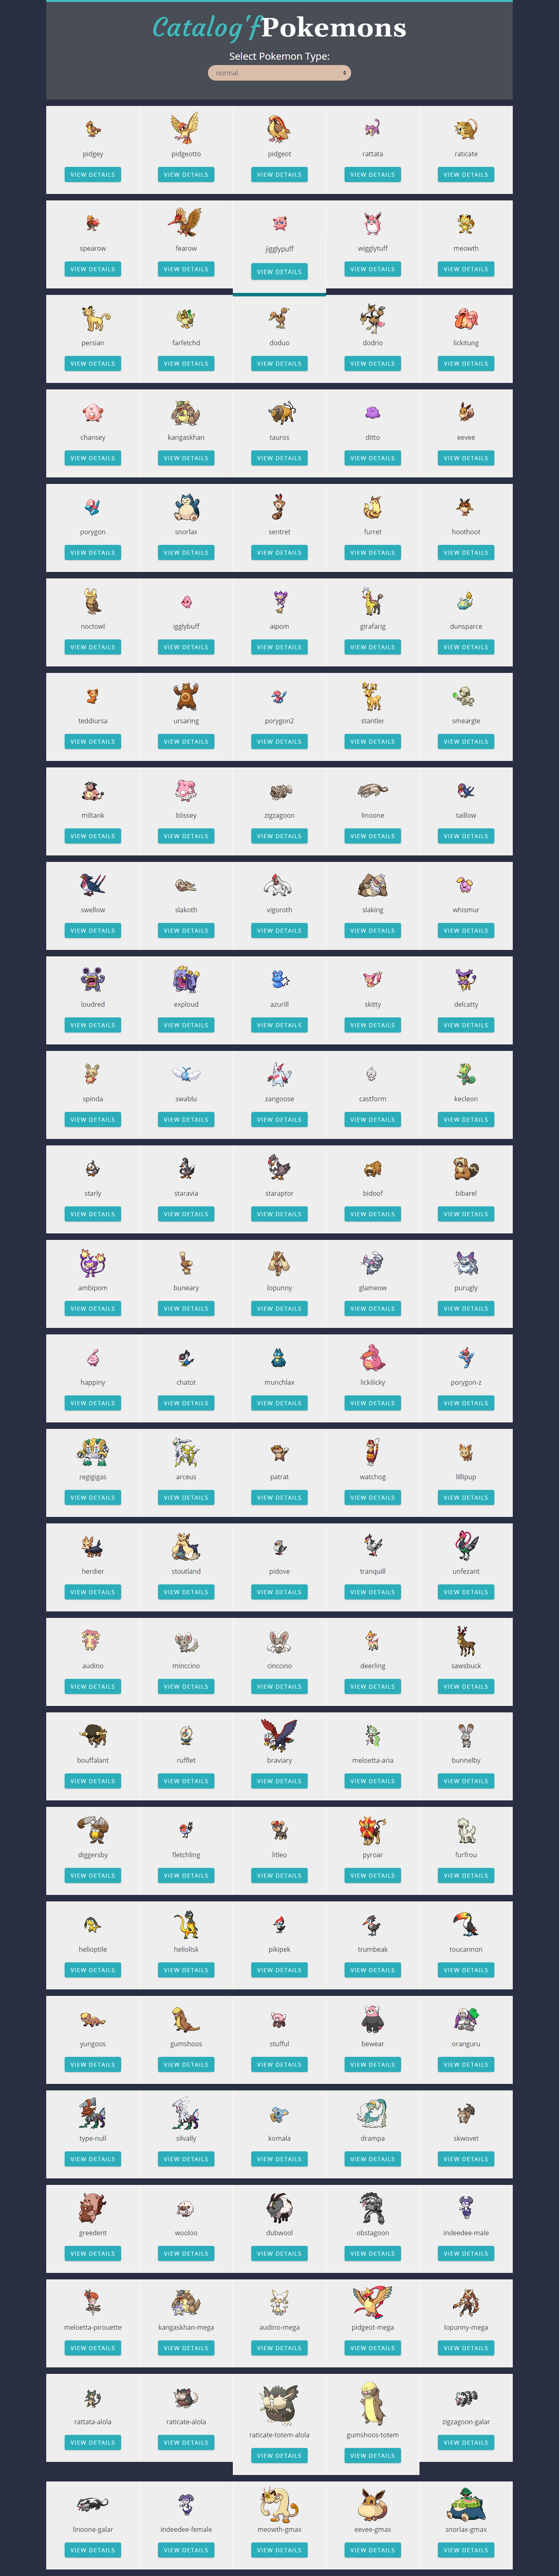 Catalog'fPokemons
Select Pokemon Type:
normal
pidgey pidgeotto pidgeot rattata raticate
VIEW DETAILS VIEW DETAILS VIEW DETAILS VIEW DETAILS VIEW DETAILS
spearow fearow jigglypuff wigglytuff meowth
VIEW DETAILS VIEW DETAILS VIEW DETAILS VIEW DETAILS VIEW DETAILS
persian farfetchd doduo dodrio lickitung
VIEW DETAILS VIEW DETAILS VIEW DETAILS VIEW DETAILS VIEW DETAILS
chansey kangaskhan tauros ditto eevee
VIEW DETAILS VIEW DETAILS VIEW DETAILS VIEW DETAILS VIEW DETAILS
porygon snorlax sentret furret hoothoot
VIEW DETAILS VIEW DETAILS VIEW DETAILS VIEW DETAILS VIEW DETAILS
noctowl igglybuff aipom girafarig dunsparce
VIEW DETAILS VIEW DETAILS VIEW DETAILS VIEW DETAILS VIEW DETAILS
teddiursa ursaring porygon2 stantler smeargle
VIEW DETAILS VIEW DETAILS VIEW DETAILS VIEW DETAILS VIEW DETAILS
miltank blissey zigzagoon linoone taillow
VIEW DETAILS VIEW DETAILS VIEW DETAILS VIEW DETAILS VIEW DETAILS
swellow slakoth vigoroth slaking whismur
VIEW DETAILS VIEW DETAILS VIEW DETAILS VIEW DETAILS VIEW DETAILS
loudred exploud azurill skitty delcatty
VIEW DETAILS VIEW DETAILS VIEW DETAILS VIEW DETAILS VIEW DETAILS
spinda swablu zangoose castform kecleon
VIEW DETAILS VIEW DETAILS VIEW DETAILS VIEW DETAILS VIEW DETAILS
starly staravia staraptor bidoof bibarel
VIEW DETAILS VIEW DETAILS VIEW DETAILS VIEW DETAILS VIEW DETAILS
ambipom buneary lopunny glameow purugly
VIEW DETAILS VIEW DETAILS VIEW DETAILS VIEW DETAILS VIEW DETAILS
happiny chatot munchlax lickilicky porygon-z
VIEW DETAILS VIEW DETAILS VIEW DETAILS VIEW DETAILS VIEW DETAILS
regigigas arceus patrat watchog lillipup
VIEW DETAILS VIEW DETAILS VIEW DETAILS VIEW DETAILS VIEW DETAILS
herdier stoutland pidove tranquill unfezant
VIEW DETAILS VIEW DETAILS VIEW DETAILS VIEW DETAILS VIEW DETAILS
audino minccino cinccino deerling sawsbuck
VIEW DETAILS VIEW DETAILS VIEW DETAILS VIEW DETAILS VIEW DETAILS
bouffalant rufflet braviary meloetta-aria bunnelby
VIEW DETAILS VIEW DETAILS VIEW DETAILS VIEW DETAILS VIEW DETAILS
diggersby fletchling litleo pyroar furfrou
VIEW DETAILS VIEW DETAILS VIEW DETAILS VIEW DETAILS VIEW DETAILS
helioptile heliolisk pikipek trumbeak toucannon
VIEW DETAILS VIEW DETAILS VIEW DETAILS VIEW DETAILS VIEW DETAILS
yungoos gumshoos stufful bewear oranguru
VIEW DETAILS VIEW DETAILS VIEW DETAILS VIEW DETAILS VIEW DETAILS
type-null silvally komala drampa skwovet
VIEW DETAILS VIEW DETAILS VIEW DETAILS VIEW DETAILS VIEW DETAILS
greedent wooloo dubwool obstagoon indeedee-male
VIEW DETAILS VIEW DETAILS VIEW DETAILS VIEW DETAILS VIEW DETAILS
meloetta-pirouette kangaskhan-mega audino-mega pidgeot-mega lopunny-mega
VIEW DETAILS VIEW DETAILS VIEW DETAILS VIEW DETAILS VIEW DETAILS
rattata-alola raticate-alola raticate-totem-alola gumshoos-totem zigzagoon-galar
VIEW DETAILS VIEW DETAILS VIEW DETAILS VIEW DETAILS VIEW DETAILS
linoone-galar indeedee-female meowth-gmax eevee-gmax snorlax-gmax
VIEW DETAILS VIEW DETAILS VIEW DETAILS VIEW DETAILS VIEW DETAILS